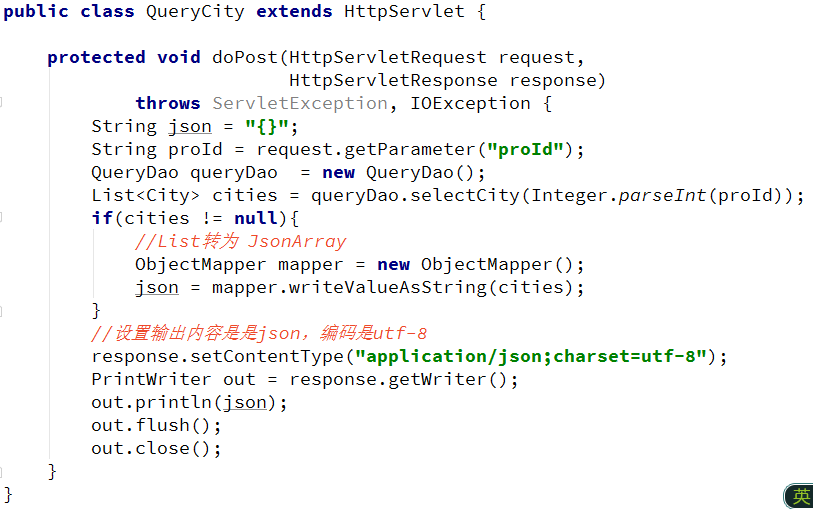 public class QueryCity extends HttpServlet {
protected void doPost(HttpServletRequest request,
HttpServletResponse response)
throws ServletException, IOException {
String json = "{}";
String proId = request.getParameter("proId");
QueryDao queryDao  = new QueryDao();
List<City> cities = queryDao.selectCity(Integer.parseInt(proId));
if(cities != null){
//List转为 JsonArray
ObjectMapper mapper = new ObjectMapper();
json = mapper.writeValueAsString(cities);
}
//设置输出内容是是json，编码是utf-8
response.setContentType("application/json;charset=utf-8");
PrintWriter out = response.getWriter();
out.println(json);
out.flush();
out.close();
}
}
英